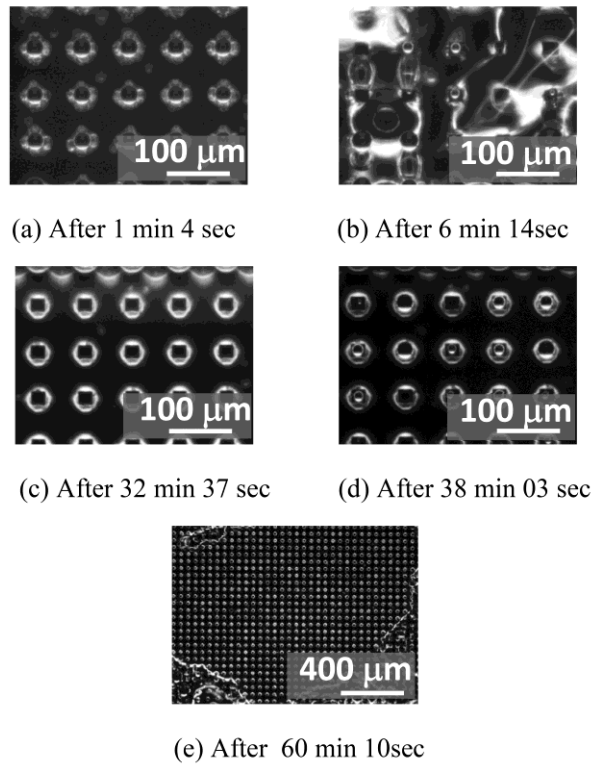 100 μm
100 μm
(a) After 1 min 4 sec
(b) After 6 min 14sec
100 μm
100 μm
(c) After 32 min 37 sec
(d) After 38 min 03 sec
400 μm
(e) After  60 min 10sec